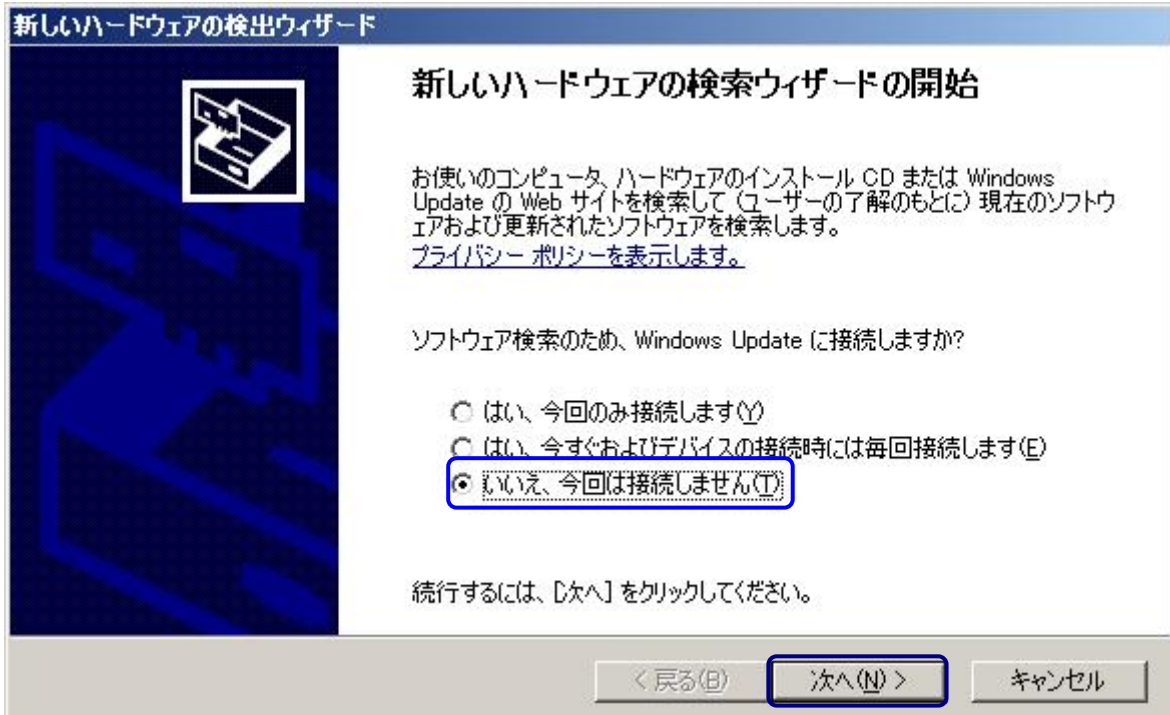 新しいハードウェアの検出ウィザード
新しいハードウェアの検索ウィザードの開始
お使いのコンピュータ、ハードウェアのインストール CD または Windows
Update の Web サイトを検索して (ユーザーの了解のもとに) 現在のソフトウ
ェアおよび更新されたソフトウェアを検索します。
プライバシー ポリシーを表示します。
ソフトウェア検索のため、Windows Update に接続しますか?
はい、今回のみ接続します(Y)
はい、今すぐおよびデバイスの接続時には毎回接続します(E)
いいえ、今回は接続しません(T)
続行するには、[次へ] をクリックしてください。
< 戻る(B) 次へ(N) > キャンセル